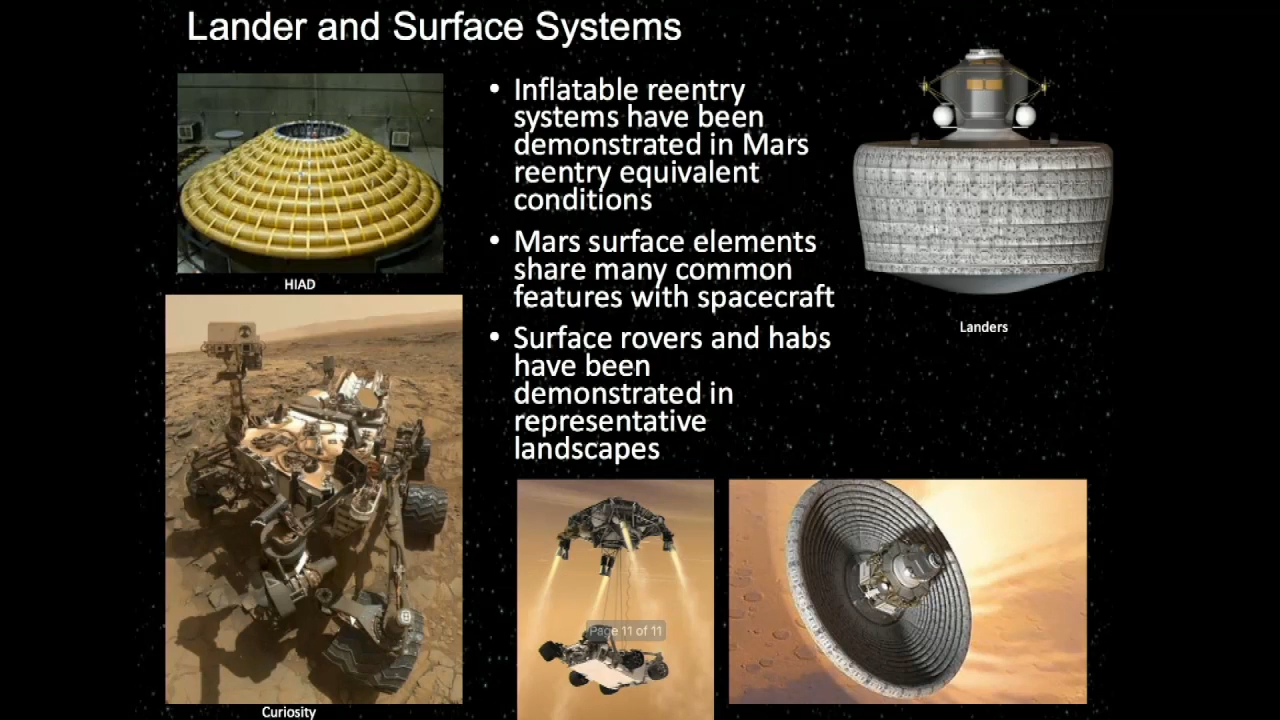 Lander and Surface Systems
• Inflatable reentry
systems have been
demonstrated in Mars
reentry equivalent
conditions
• Mars surface elements
share many common
features with spacecraft
• Surface rovers and habs
have been
demonstrated in
representative
landscapes
HIAD
Landers
Page 11 of 11
Curiosity